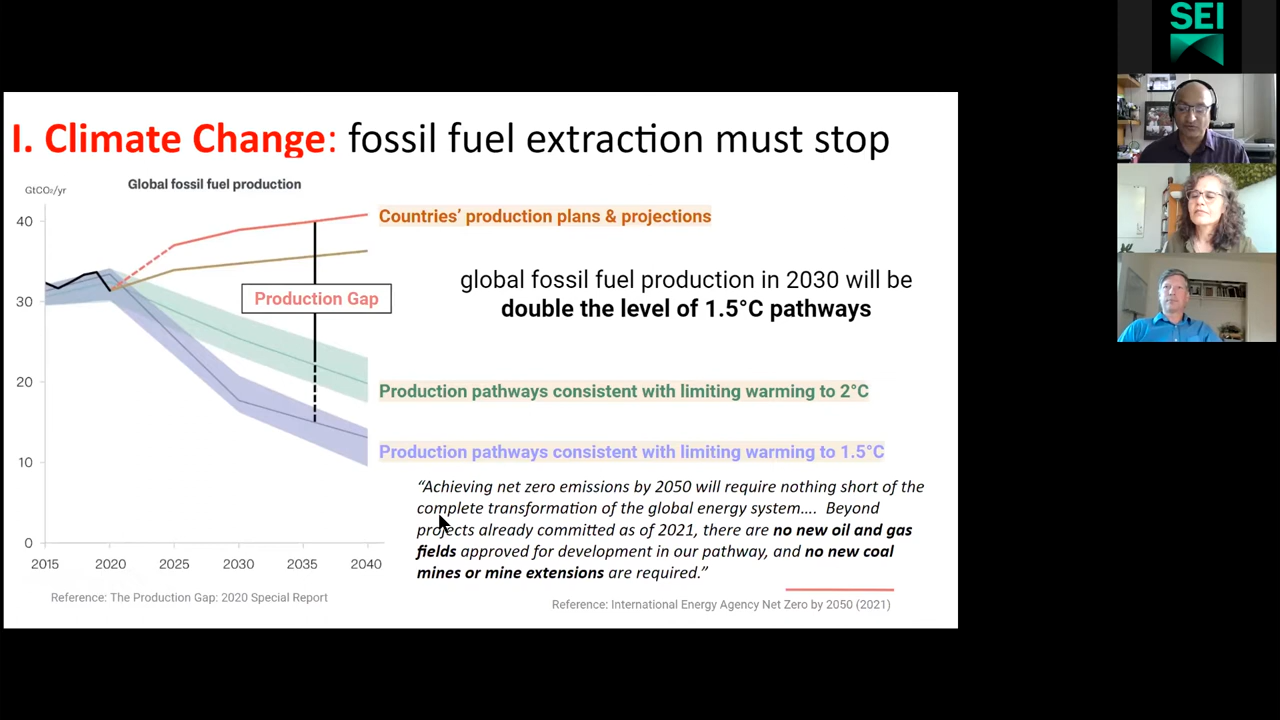 SEI
I. Climate Change: fossil fuel extraction must stop
GtCO₂/yr
Global fossil fuel production
40
30
20
10
0
2015 2020 2025 2030 2035 2040
Production Gap
Countries’ production plans & projections
global fossil fuel production in 2030 will be
double the level of 1.5°C pathways
Production pathways consistent with limiting warming to 2°C
Production pathways consistent with limiting warming to 1.5°C
“Achieving net zero emissions by 2050 will require nothing short of the
complete transformation of the global energy system…. Beyond
projects already committed as of 2021, there are no new oil and gas
fields approved for development in our pathway, and no new coal
mines or mine extensions are required.”
Reference: The Production Gap: 2020 Special Report
Reference: International Energy Agency Net Zero by 2050 (2021)